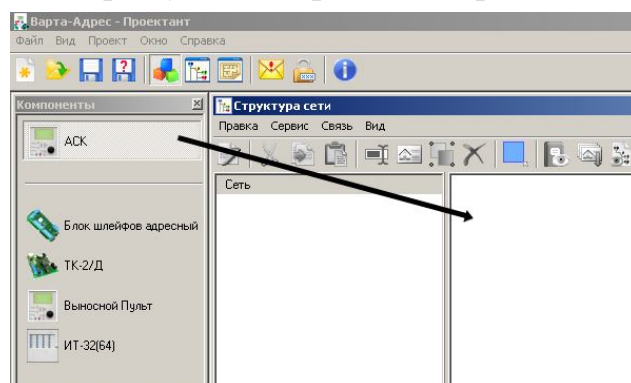 Варта-Адрес - Проектант
Файл Вид Проект Окно Справка
Компоненты
Структура сети
Правка Сервис Связь Вид
АСК
Сеть
Блок шлейфов адресный
ТК-2/Д
Выносной Пульт
ИТ-32(64)